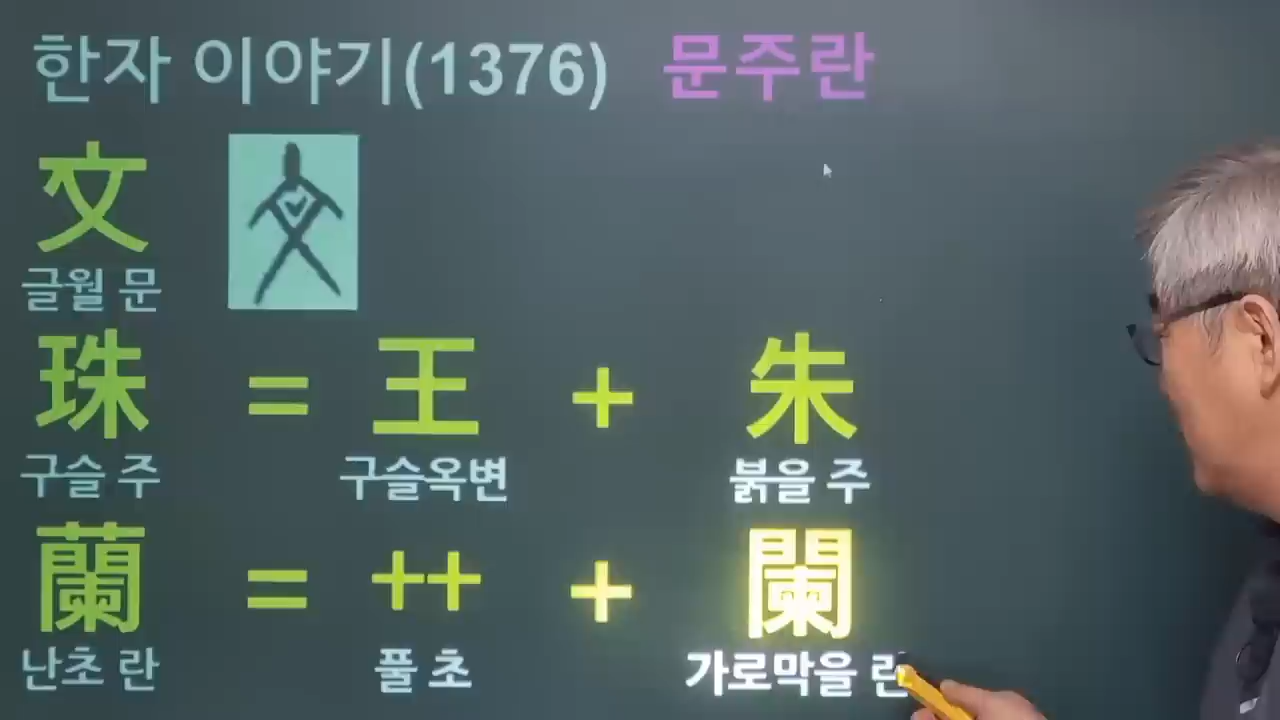 한자 이야기(1376) 문주란
文
글월 문
珠 = 王 + 朱
구슬 주 구슬옥변 붉을 주
蘭 = ++ + 闌
난초 란 풀 초 가로막을 란